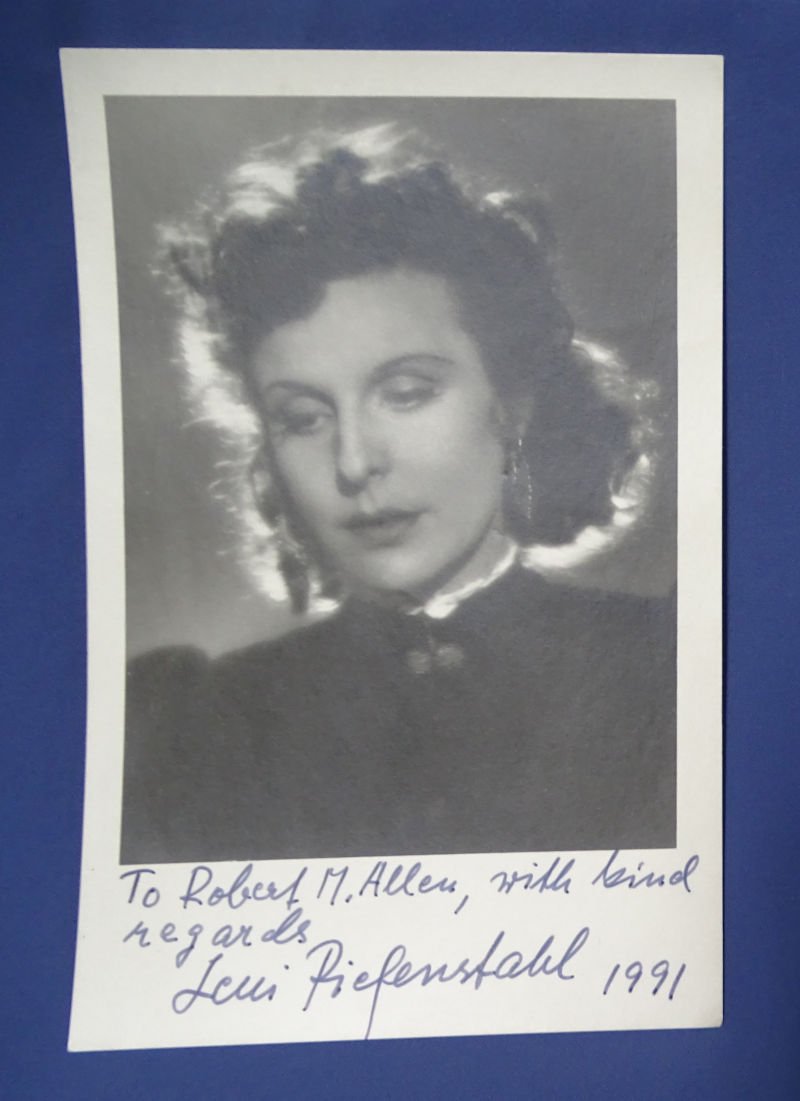 To Robert M. Allen, with kind
regards
Leni Riefenstahl 1991